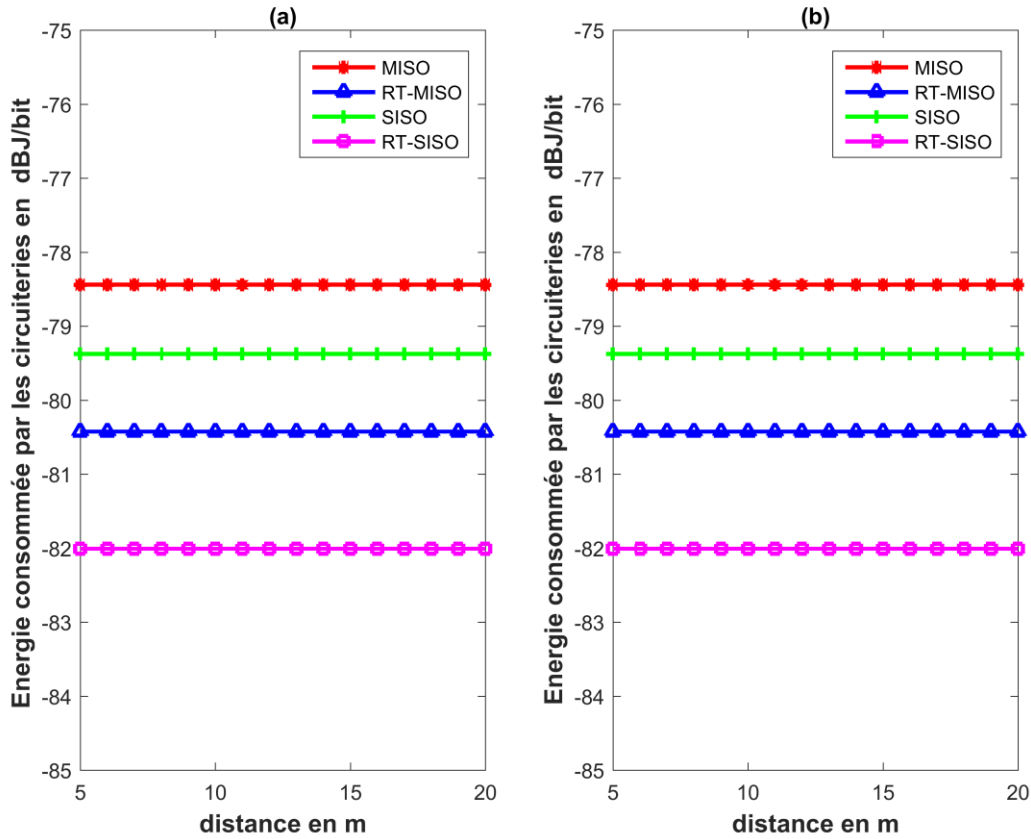 (a)
Energie consommée par les circuiteries en dBJ/bit
-75
-76
-77
-78
-79
-80
-81
-82
-83
-84
-85
MISO
RT-MISO
SISO
RT-SISO
5
10
15
20
distance en m
(b)
Energie consommée par les circuiteries en dBJ/bit
-75
-76
-77
-78
-79
-80
-81
-82
-83
-84
-85
MISO
RT-MISO
SISO
RT-SISO
5
10
15
20
distance en m